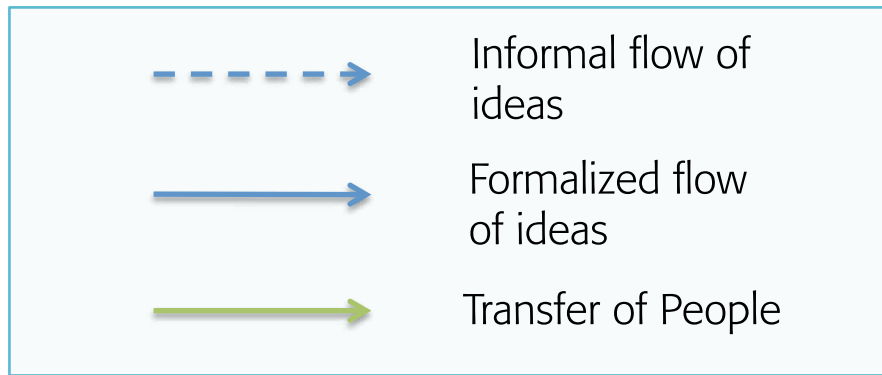 Informal flow of
ideas
Formalized flow
of ideas
Transfer of People